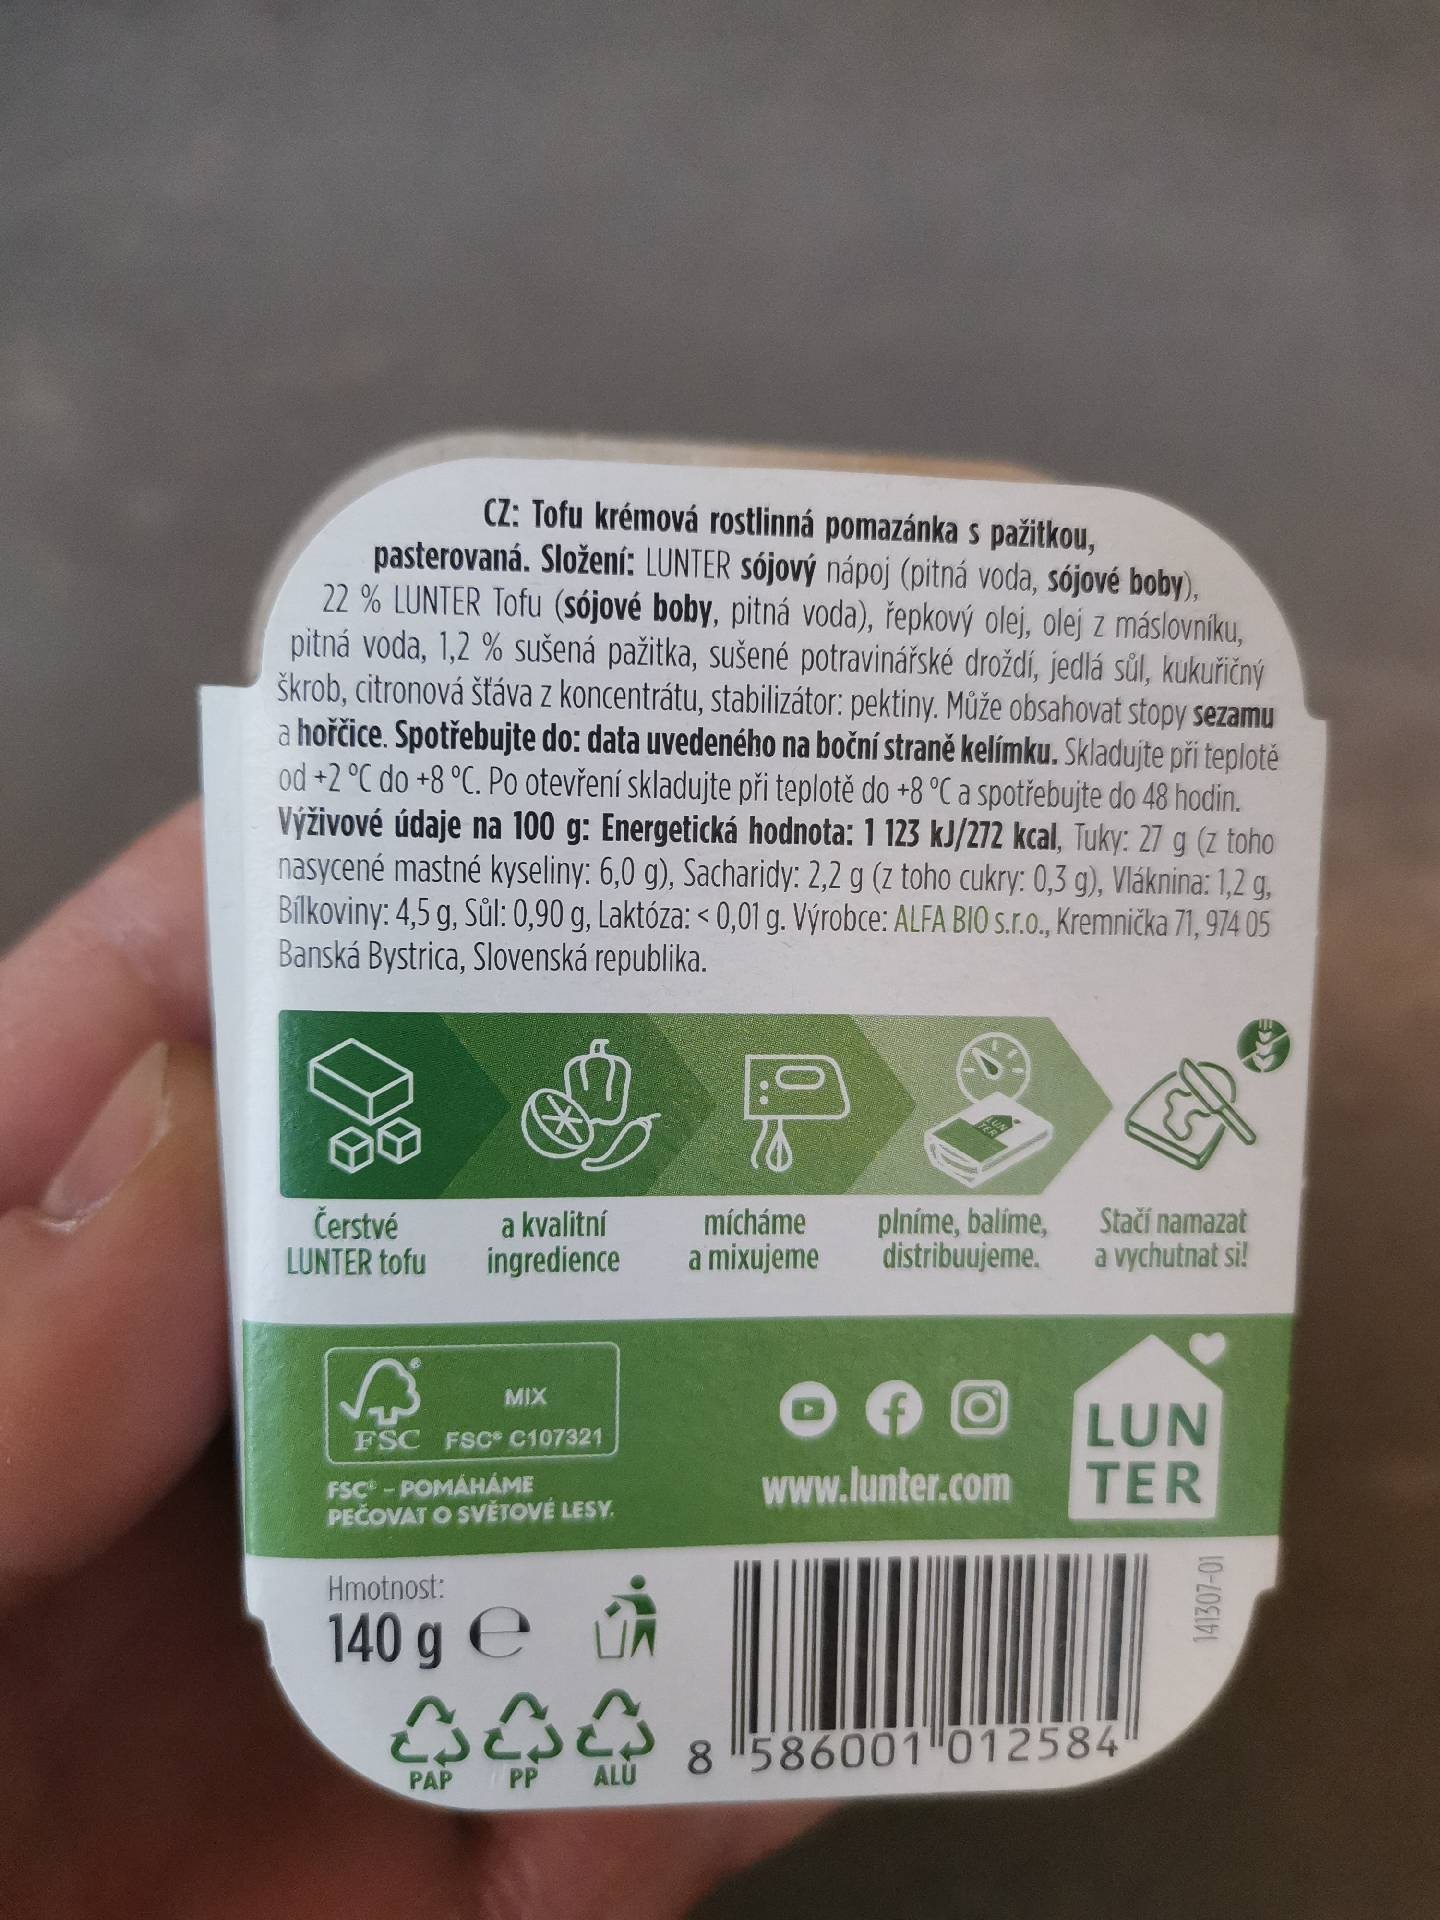 CZ: Tofu krémová rostlinná pomazánka s pažitkou,
pasterovaná. Složení: LUNTER sójový nápoj (pitná voda, sójové boby),
22 % LUNTER Tofu (sójové boby, pitná voda), řepkový olej, olej z máslovníku,
pitná voda, 1,2 % sušená pažitka, sušené potravinářské droždí, jedlá sůl, kukuřičný
škrob, citronová šťáva z koncentrátu, stabilizátor: pektiny. Může obsahovat stopy sezamu
a hořčice. Spotřebujte do: data uvedeného na boční straně kelímku. Skladujte při teplotě
od +2 °C do +8 °C. Po otevření skladujte při teplotě do +8 °C a spotřebujte do 48 hodin.
Výživové údaje na 100 g: Energetická hodnota: 1 123 kJ/272 kcal, Tuky: 27 g (z toho
nasycené mastné kyseliny: 6,0 g), Sacharidy: 2,2 g (z toho cukry: 0,3 g), Vláknina: 1,2 g,
Bílkoviny: 4,5 g, Sůl: 0,90 g, Laktóza: < 0,01 g. Výrobce: ALFA BIO s.r.o., Kremnička 71, 974 05
Banská Bystrica, Slovenská republika.
LUN
TER
Čerstvé
LUNTER tofu
a kvalitní
ingredience
mícháme
a mixujeme
plníme, balíme,
distribuujeme.
Stačí namazat
a vychutnat si!
FSC
MIX
FSC® C107321
FSC® – POMÁHÁME
PEČOVAT O SVĚTOVÉ LESY.
www.lunter.com
LUN
TER
Hmotnost:
140 g e
PAP
PP
ALU
8 586001 012584
141307-01